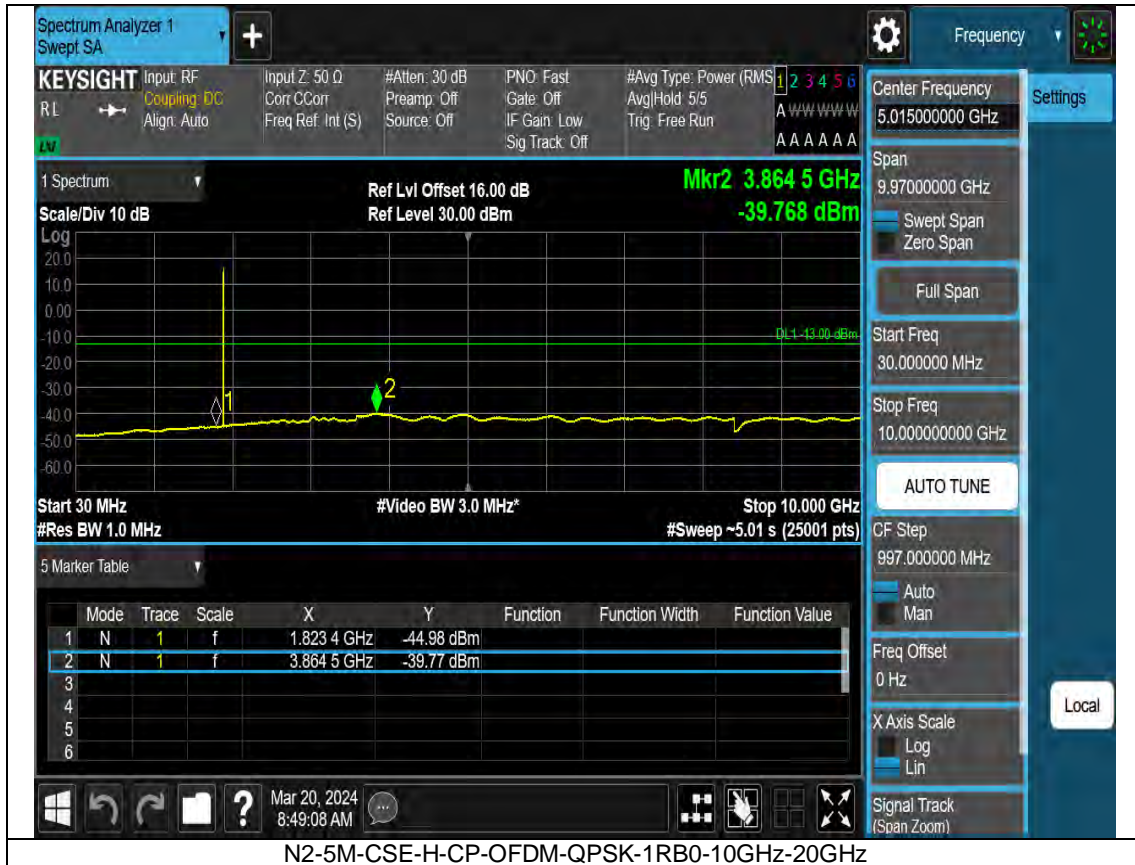 Spectrum Analyzer 1
Swept SA
Frequency
KEYSIGHT
RL
LXI
Input: RF
Coupling: DC
Align: Auto
Input Z: 50 Ω
Corr CCorr
Freq Ref: Int (S)
#Atten: 30 dB
Preamp: Off
Source: Off
PNO: Fast
Gate: Off
IF Gain: Low
Sig Track: Off
#Avg Type: Power (RMS
Avg|Hold: 5/5
Trig: Free Run
1 2 3 4 5 6
A W W W W W
A A A A A A
1 Spectrum
Scale/Div 10 dB
Ref Lvl Offset 16.00 dB
Ref Level 30.00 dBm
Mkr2 3.864 5 GHz
-39.768 dBm
Log
20.0
10.0
0.00
-10.0
-20.0
-30.0
-40.0
-50.0
-60.0
DL1 -13.00 dBm
1
2
Start 30 MHz
#Res BW 1.0 MHz
#Video BW 3.0 MHz*
Stop 10.000 GHz
#Sweep ~5.01 s (25001 pts)
5 Marker Table
Mode Trace Scale X Y Function Function Width Function Value
1 N 1 f 1.823 4 GHz -44.98 dBm
2 N 1 f 3.864 5 GHz -39.77 dBm
3
4
5
6
Mar 20, 2024
8:49:08 AM
Center Frequency
5.015000000 GHz
Settings
Span
9.97000000 GHz
Swept Span
Zero Span
Full Span
Start Freq
30.000000 MHz
Stop Freq
10.000000000 GHz
AUTO TUNE
CF Step
997.000000 MHz
Auto
Man
Freq Offset
0 Hz
X Axis Scale
Log
Lin
Local
Signal Track
(Span Zoom)
N2-5M-CSE-H-CP-OFDM-QPSK-1RB0-10GHz-20GHz